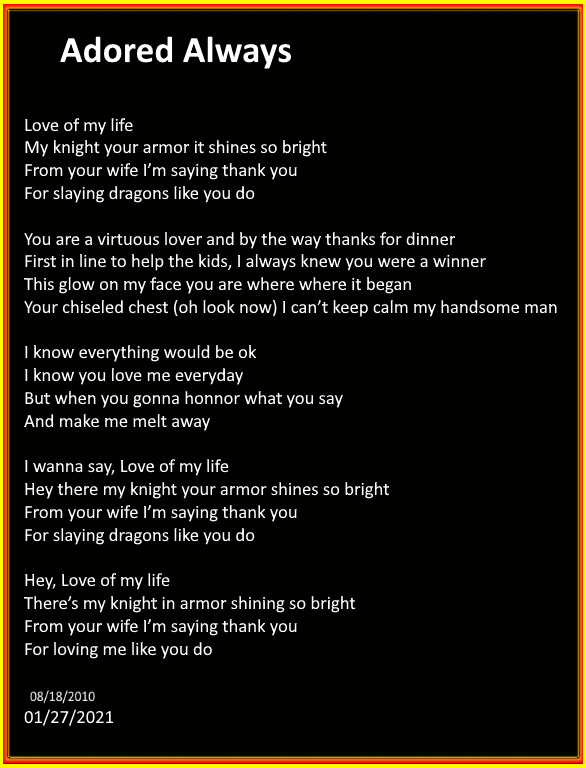 Adored Always
Love of my life
My knight your armor it shines so bright
From your wife I’m saying thank you
For slaying dragons like you do
You are a virtuous lover and by the way thanks for dinner
First in line to help the kids, I always knew you were a winner
This glow on my face you are where where it began
Your chiseled chest (oh look now) I can’t keep calm my handsome man
I know everything would be ok
I know you love me everyday
But when you gonna honnor what you say
And make me melt away
I wanna say, Love of my life
Hey there my knight your armor shines so bright
From your wife I’m saying thank you
For slaying dragons like you do
Hey, Love of my life
There’s my knight in armor shining so bright
From your wife I’m saying thank you
For loving me like you do
08/18/2010
01/27/2021